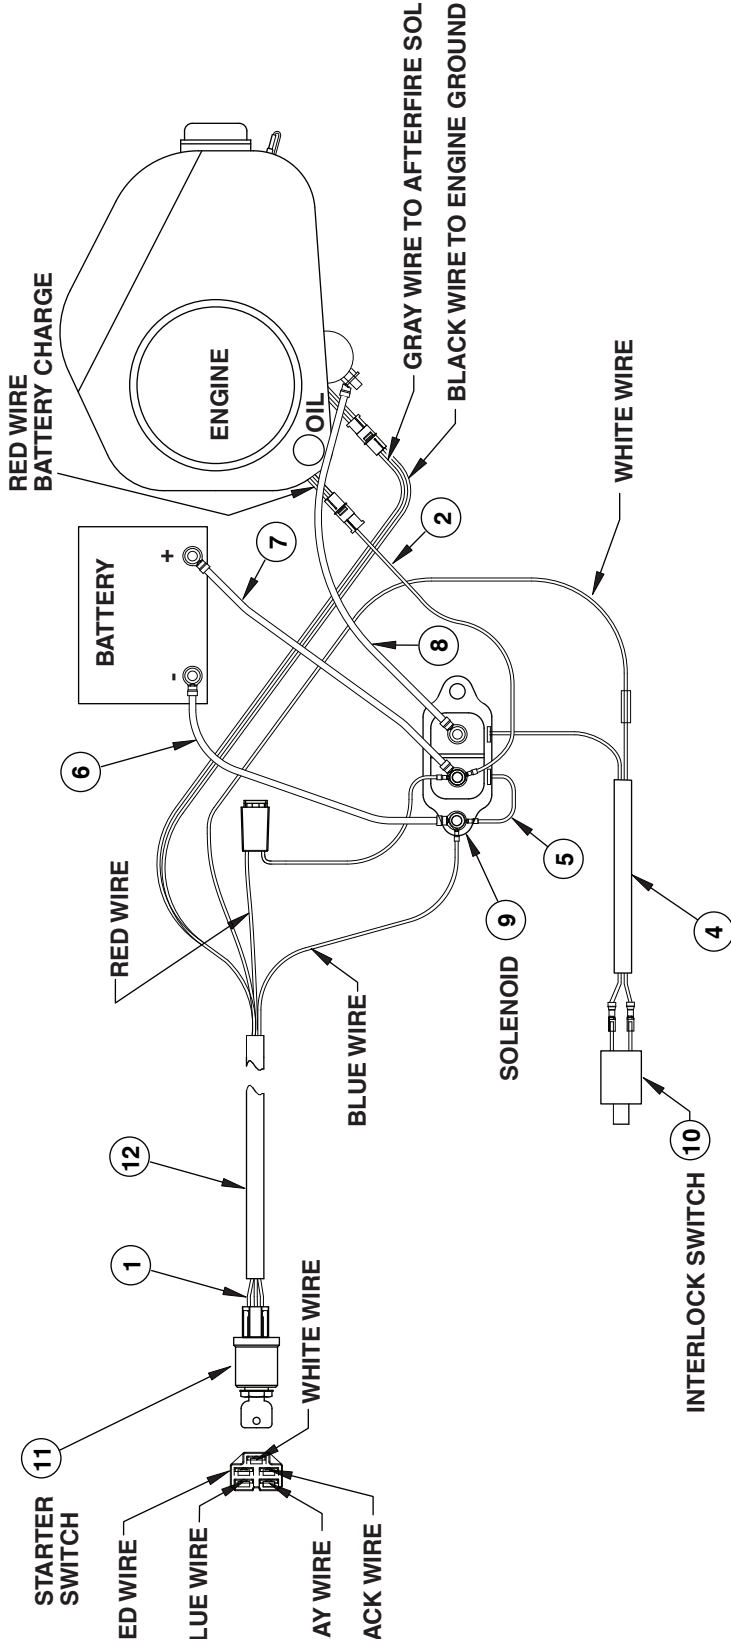 STARTER
SWITCH
11
1
12
RED WIRE
6
BATTERY
-
+
7
RED WIRE
BATTERY CHARGE
ENGINE
OIL
ED WIRE
LUE WIRE
AY WIRE
ACK WIRE
WHITE WIRE
BLUE WIRE
SOLENOID
9
5
8
2
GRAY WIRE TO AFTERFIRE SOL
BLACK WIRE TO ENGINE GROUND
WHITE WIRE
INTERLOCK SWITCH
10
4